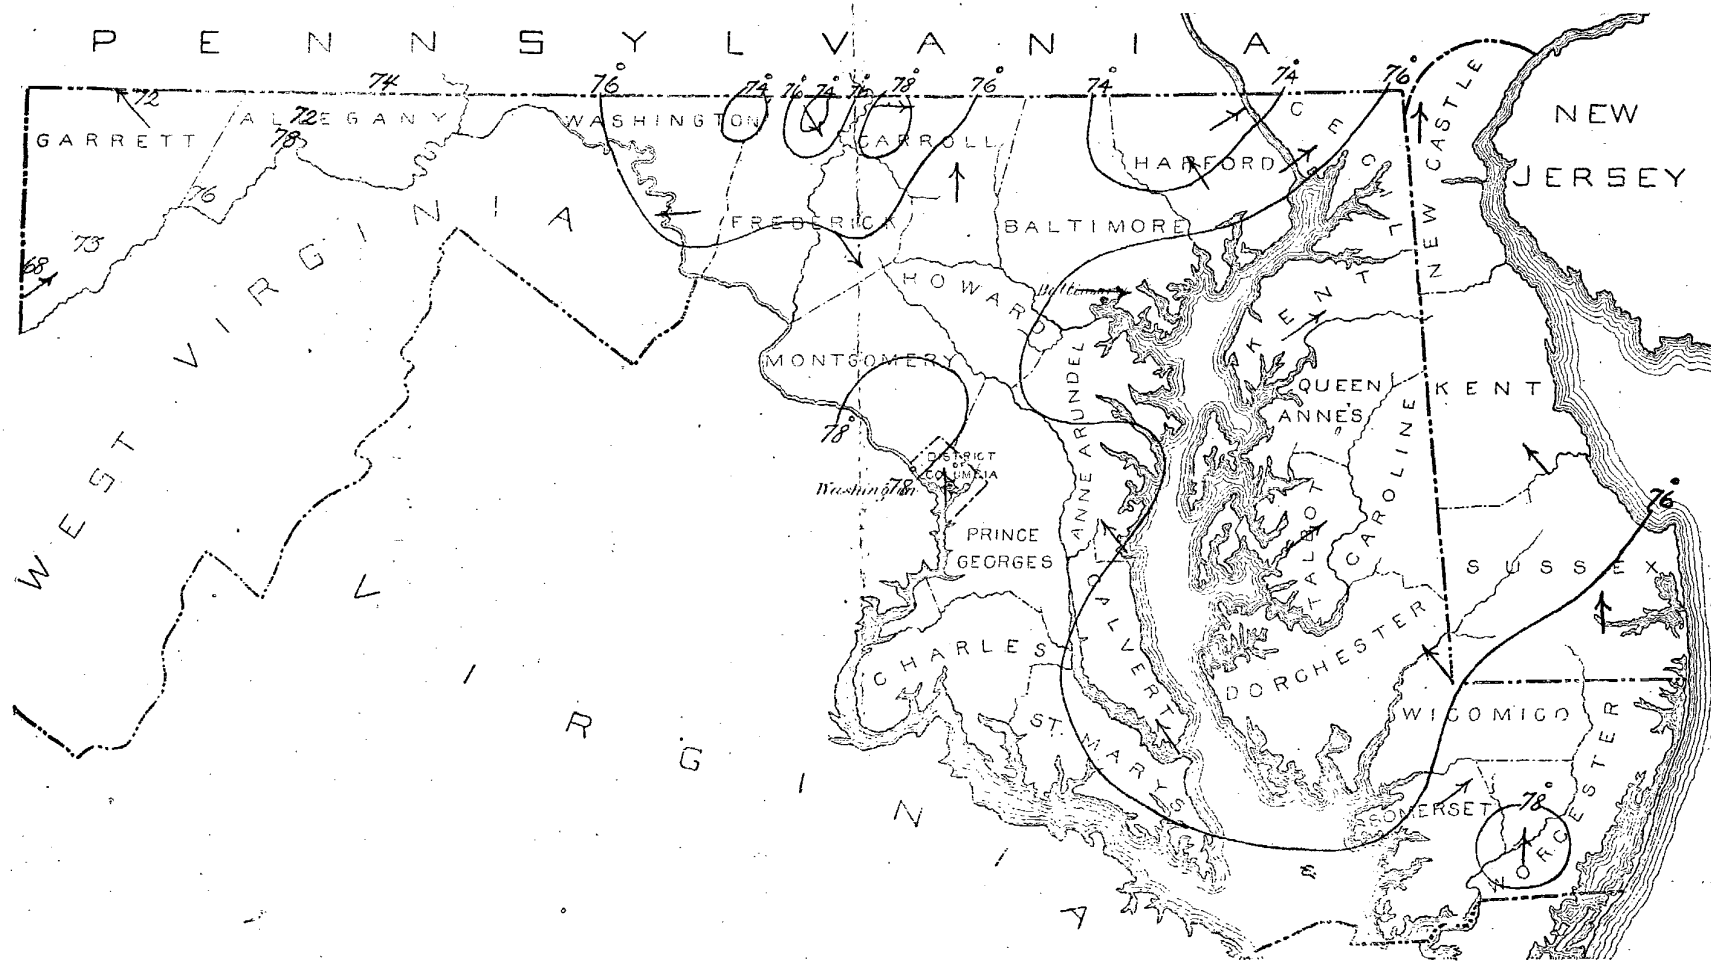 PENNSYLVANIA
76° 74° 76° 74° 76° 78° 76° 74° 74° 76°
72 74
GARRETT
ALLEGANY
72
78
76
73
68
WASHINGTON
CARROLL
FREDERICK
BALTIMORE
HARFORD
CECIL
NEW CASTLE
NEW
JERSEY
HOWARD
Baltimore
KENT
MONTGOMERY
78°
ANNE ARUNDEL
QUEEN
ANNE'S
KENT
CAROLINE
TALBOT
DISTRICT
OF
COLUMBIA
Washington
78
PRINCE
GEORGES
76°
SUSSEX
WEST VIRGINIA
VIRGINIA
CHARLES
CALVERT
ST. MARYS
DORCHESTER
WICOMICO
SOMERSET
WORCESTER
78°